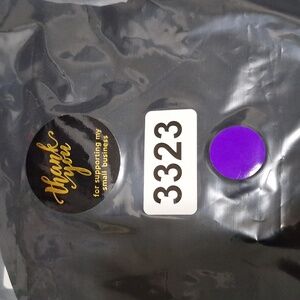 thank
you
for supporting my
small business
3323